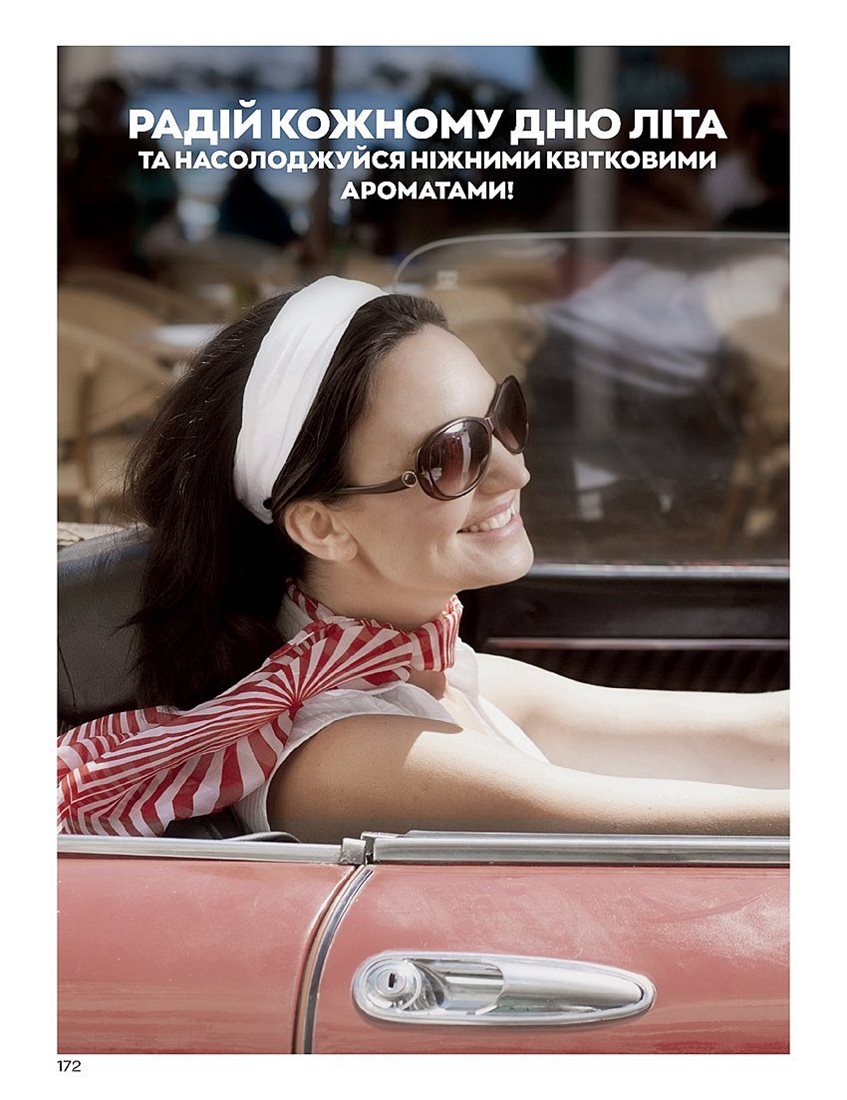 РАДІЙ КОЖНОМУ ДНЮ ЛІТА
ТА НАСОЛОДЖУЙСЯ НІЖНИМИ КВІТКОВИМИ
АРОМАТАМИ!
172